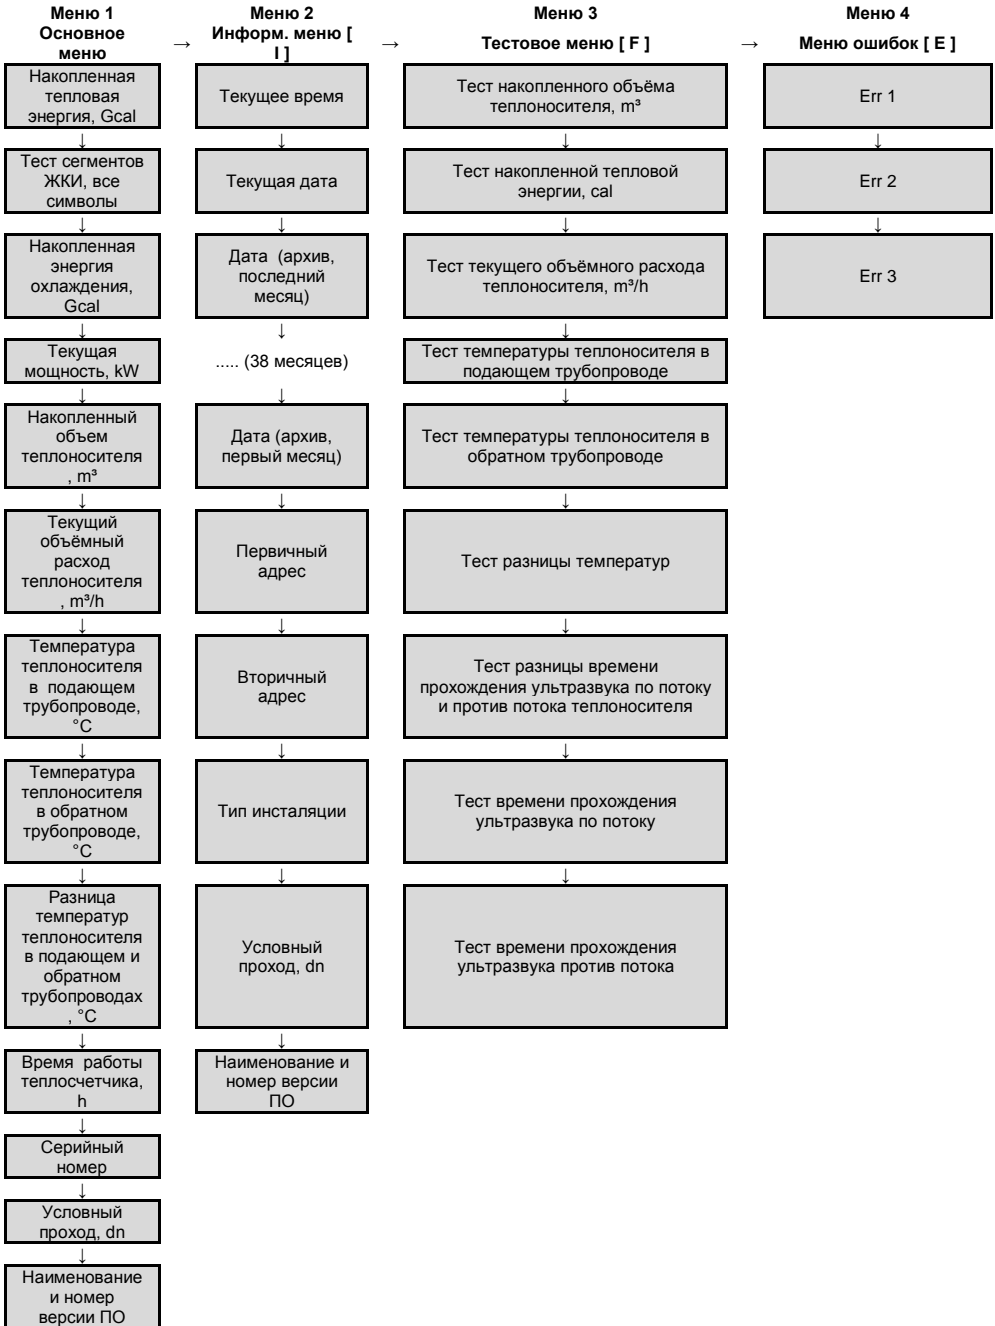 Меню 1
Основное
меню
→
Меню 2
Информ. меню [
I ]
→
Меню 3
Тестовое меню [ F ]
→
Меню 4
Меню ошибок [ E ]
Накопленная
тепловая
энергия, Gcal
↓
Тест сегментов
ЖКИ, все
символы
↓
Накопленная
энергия
охлаждения,
Gcal
↓
Текущая
мощность, kW
↓
Накопленный
объем
теплоносителя
, m³
↓
Текущий
объёмный
расход
теплоносителя
, m³/h
↓
Температура
теплоносителя
в подающем
трубопроводе,
°C
↓
Температура
теплоносителя
в обратном
трубопроводе,
°C
↓
Разница
температур
теплоносителя
в подающем и
обратном
трубопроводах
, °C
↓
Время работы
теплосчетчика,
h
↓
Серийный
номер
↓
Условный
проход, dn
↓
Наименование
и номер
версии ПО
Текущее время
↓
Текущая дата
↓
Дата (архив,
последний
месяц)
↓
..... (38 месяцев)
↓
Дата (архив,
первый месяц)
↓
Первичный
адрес
↓
Вторичный
адрес
↓
Тип инсталяции
↓
Условный
проход, dn
↓
Наименование и
номер версии
ПО
Тест накопленного объёма
теплоносителя, m³
↓
Тест накопленной тепловой
энергии, cal
↓
Тест текущего объёмного расхода
теплоносителя, m³/h
↓
Тест температуры теплоносителя в
подающем трубопроводе
↓
Тест температуры теплоносителя в
обратном трубопроводе
↓
Тест разницы температур
↓
Тест разницы времени
прохождения ультразвука по потоку
и против потока теплоносителя
↓
Тест времени прохождения
ультразвука по потоку
↓
Тест времени прохождения
ультразвука против потока
Err 1
↓
Err 2
↓
Err 3